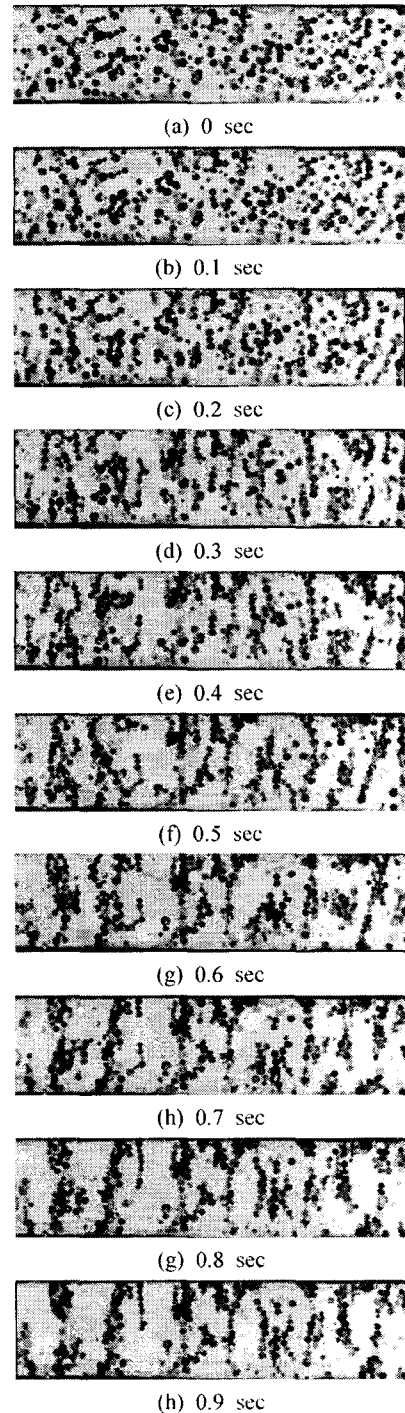 (a) 0 sec
(b) 0.1 sec
(c) 0.2 sec
(d) 0.3 sec
(e) 0.4 sec
(f) 0.5 sec
(g) 0.6 sec
(h) 0.7 sec
(g) 0.8 sec
(h) 0.9 sec